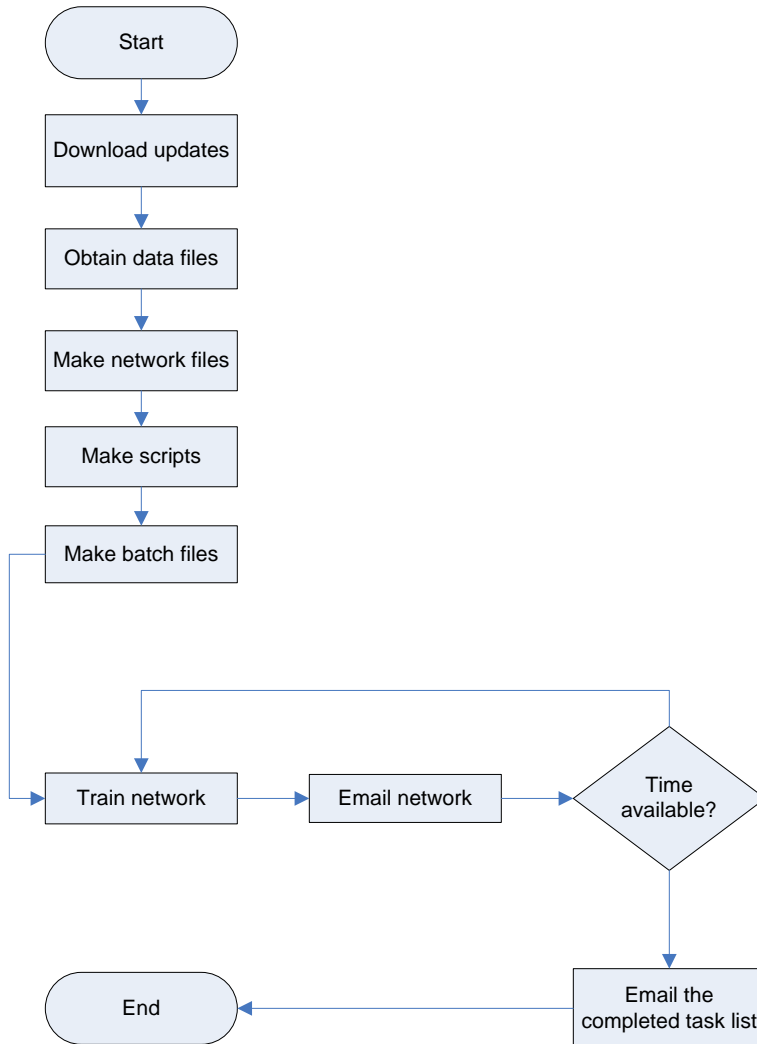 Start
Download updates
Obtain data files
Make network files
Make scripts
Make batch files
Train network
Email network
Time
available?
Email the
completed task list
End